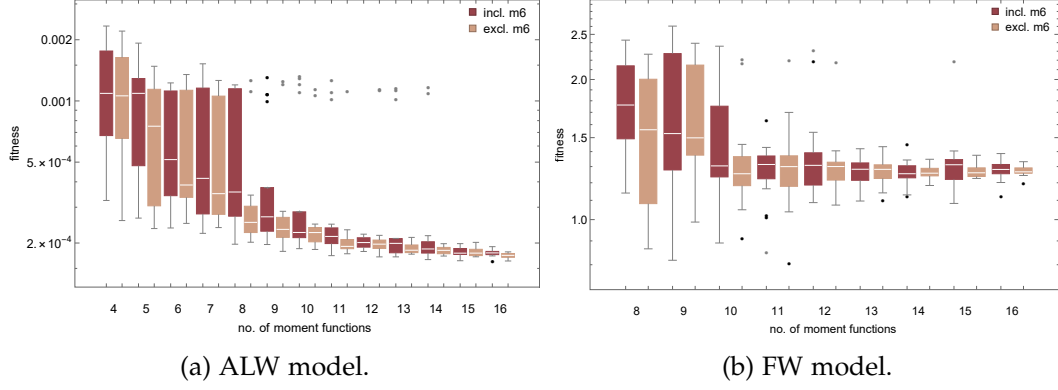 incl. m6
excl. m6
0.002
0.001
5 × 10⁻⁴
2 × 10⁻⁴
fitness
4 5 6 7 8 9 10 11 12 13 14 15 16
no. of moment functions
(a) ALW model.
incl. m6
excl. m6
2.5
2.0
1.5
1.0
fitness
8 9 10 11 12 13 14 15 16
no. of moment functions
(b) FW model.